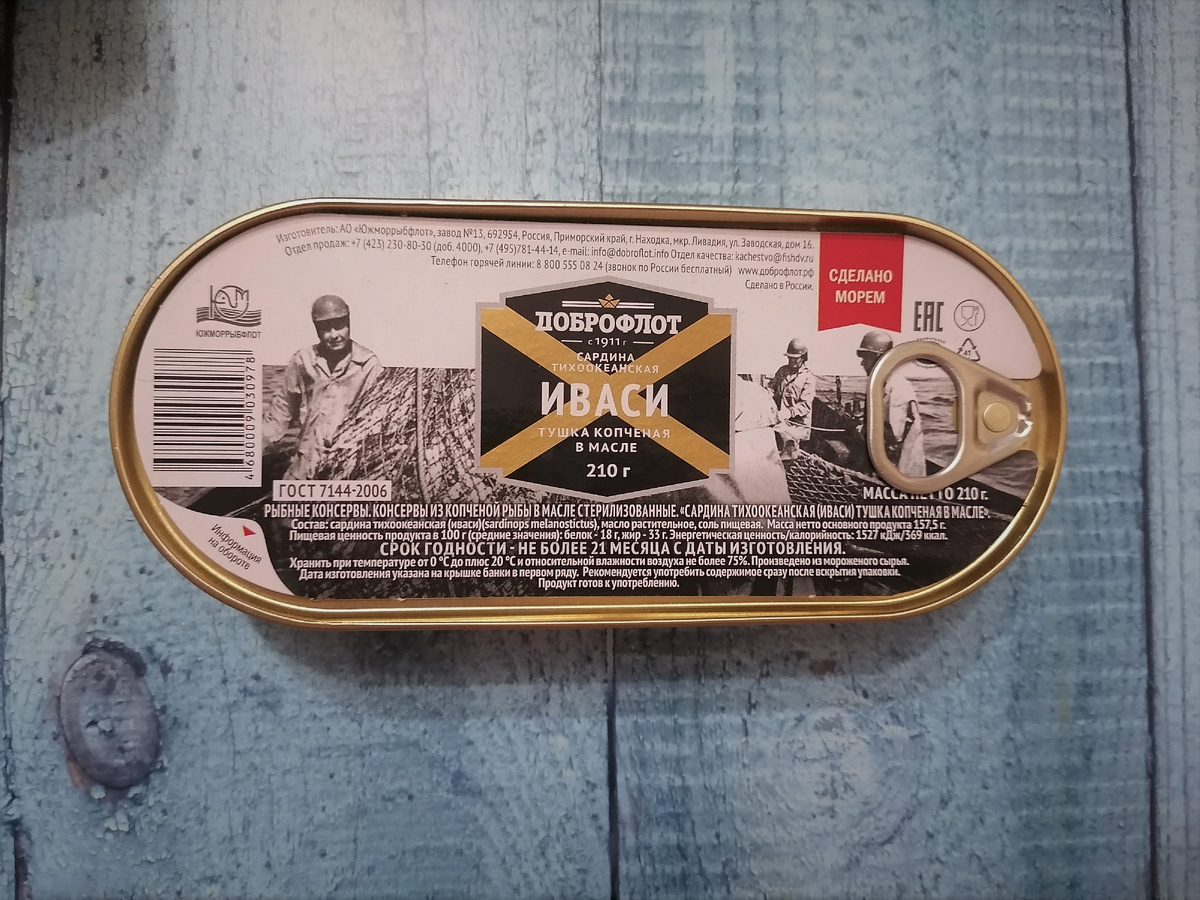 Изготовитель: АО «Южморрыбфлот», завод №13, 692954, Россия, Приморский край, г. Находка, мкр. Ливадия, ул. Заводская, дом 16.
Отдел продаж: +7 (423) 230-80-30 (доб. 4000), +7 (495)781-44-14, e-mail: info@dobroflot.info Отдел качества: kachestvo@fishdv.ru
Телефон горячей линии: 8 800 555 08 24 (звонок по России бесплатный) www.доброфлот.рф
Сделано в России.
СДЕЛАНО
МОРЕМ
ЕАС
41
ЮЖМОРРЫБФЛОТ
4 680009 030978
ДОБРОФЛОТ
с 1911 г
САРДИНА
ТИХООКЕАНСКАЯ
ИВАСИ
ТУШКА КОПЧЕНАЯ
В МАСЛЕ
210 г
ГОСТ 7144-2006
МАССА НЕТТО 210 г.
РЫБНЫЕ КОНСЕРВЫ. КОНСЕРВЫ ИЗ КОПЧЕНОЙ РЫБЫ В МАСЛЕ СТЕРИЛИЗОВАННЫЕ. «САРДИНА ТИХООКЕАНСКАЯ (ИВАСИ) ТУШКА КОПЧЕНАЯ В МАСЛЕ».
Состав: сардина тихоокеанская (иваси)(sardinops melanostictus), масло растительное, соль пищевая. Масса нетто основного продукта 157,5 г.
Пищевая ценность продукта в 100 г (средние значения): белок - 18 г, жир - 33 г. Энергетическая ценность/калорийность: 1527 кДж/369 ккал.
СРОК ГОДНОСТИ - НЕ БОЛЕЕ 21 МЕСЯЦА С ДАТЫ ИЗГОТОВЛЕНИЯ.
Хранить при температуре от 0 °С до плюс 20 °С и относительной влажности воздуха не более 75%. Произведено из мороженого сырья.
Дата изготовления указана на крышке банки в первом ряду. Рекомендуется употребить содержимое сразу после вскрытия упаковки.
Продукт готов к употреблению.
Информация
на обороте